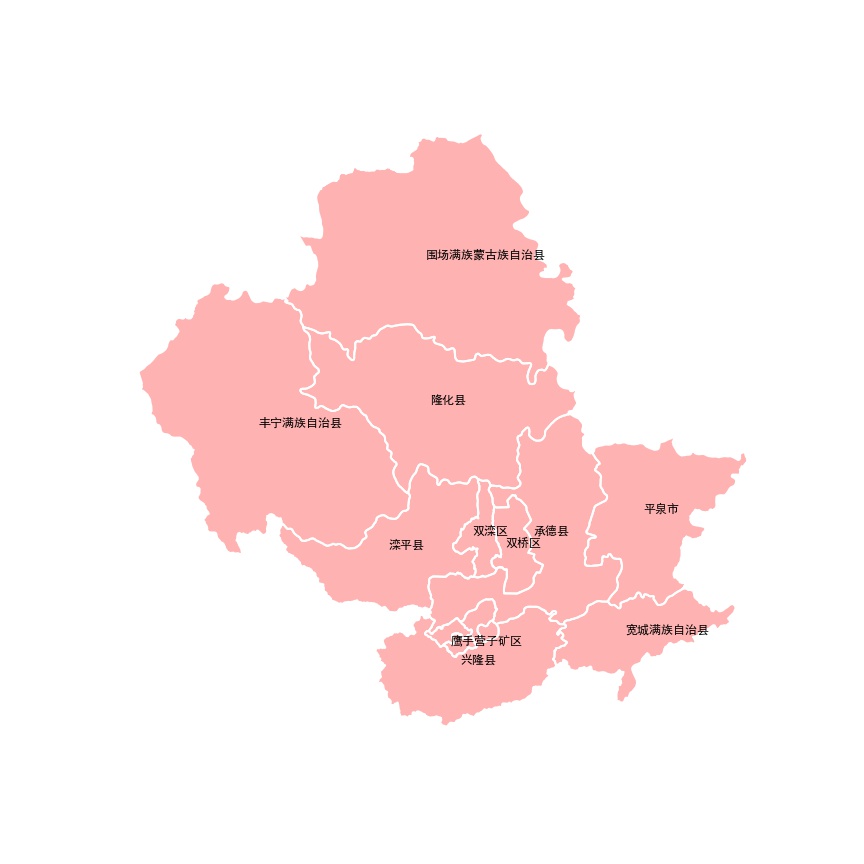 围场满族蒙古族自治县
隆化县
丰宁满族自治县
平泉市
双滦区
承德县
双桥区
滦平县
宽城满族自治县
鹰手营子矿区
兴隆县